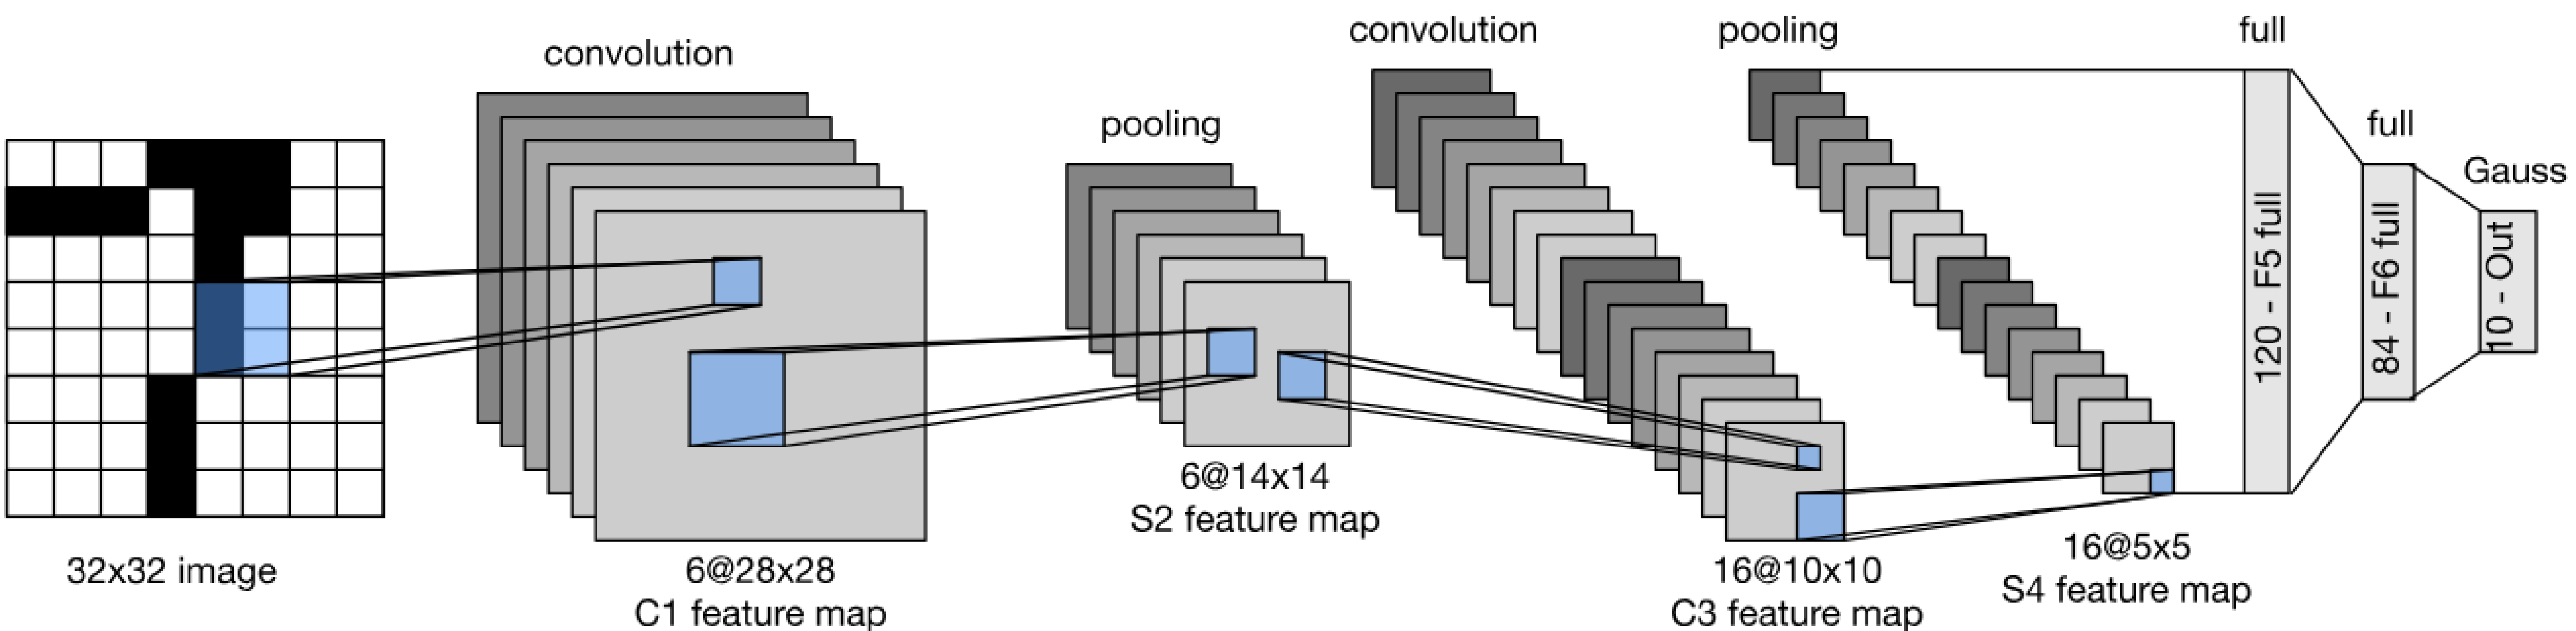 convolution
pooling
convolution
pooling
full
full
Gauss
120 - F5 full
84 - F6 full
10 - Out
32x32 image
6@28x28
C1 feature map
6@14x14
S2 feature map
16@10x10
C3 feature map
16@5x5
S4 feature map